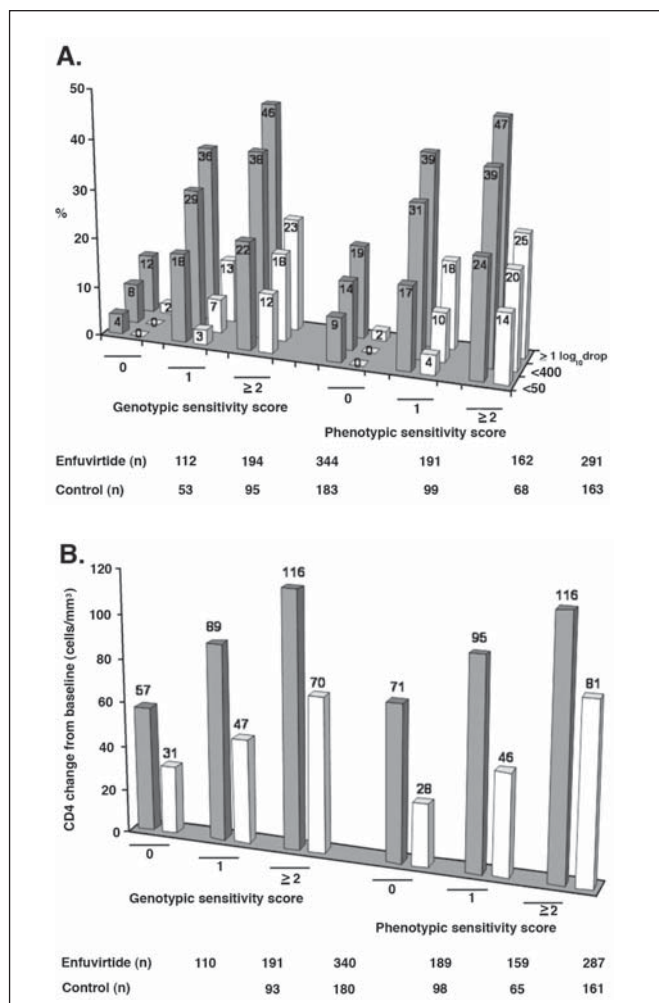 A.
50
40
30
20
10
0
%
4 8 12
0 0 2
18 29 36
3 7 13
22 38 46
12 18 23
9 14 19
0 0 2
17 31 39
4 10 18
24 39 47
14 20 25
≥ 1 log10 drop
<400
<50
0 1 ≥ 2
0 1 ≥2
Genotypic sensitivity score
Phenotypic sensitivity score
Enfuvirtide (n) 112 194 344 191 162 291
Control (n) 53 95 183 99 68 163
B.
120
100
80
60
40
20
0
CD4 change from baseline (cells/mm³)
57 31
89 47
116 70
71 28
95 46
116 81
0 1 ≥ 2
0 1 ≥2
Genotypic sensitivity score
Phenotypic sensitivity score
Enfuvirtide (n) 110 191 340 189 159 287
Control (n) 93 180 98 65 161